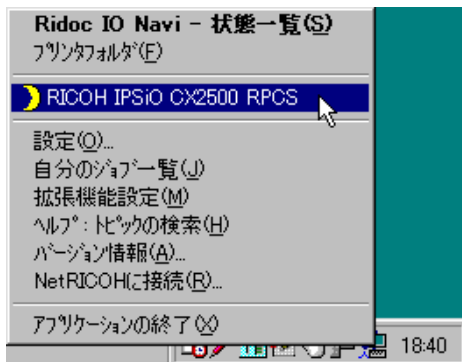 Ridoc IO Navi - 状態一覧(S)
ﾌﾟﾘﾝﾀﾌｫﾙﾀﾞ(F)
RICOH IPSiO CX2500 RPCS
設定(O)...
自分のｼﾞｮﾌﾞ一覧(J)
拡張機能設定(M)
ﾍﾙﾌﾟ: ﾄﾋﾟｯｸの検索(H)
ﾊﾞｰｼﾞｮﾝ情報(A)...
NetRICOHに接続(R)...
ｱﾌﾟﾘｹｰｼｮﾝの終了(X)
18:40